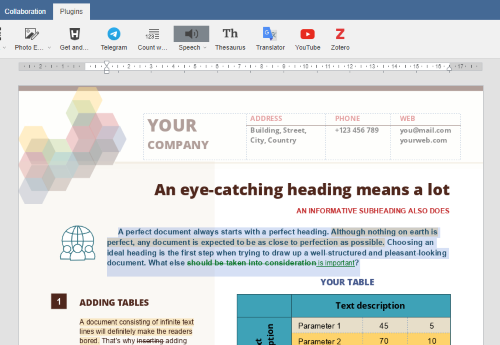 Collaboration Plugins
Photo E... Get and... Telegram Count w... Speech Thesaurus Translator YouTube Zotero
YOUR
COMPANY
ADDRESS PHONE WEB
Building, Street, +123 456 789 you@mail.com
City, Country yourweb.com
An eye-catching heading means a lot
AN INFORMATIVE SUBHEADING ALSO DOES
A perfect document always starts with a perfect heading. Although nothing on earth is
perfect, any document is expected to be as close to perfection as possible. Choosing an
ideal heading is the first step when trying to draw up a well-structured and pleasant-looking
document. What else should be taken into consideration is important?
YOUR TABLE
1 ADDING TABLES
Text description
A document consisting of infinite text
lines will definitely make the readers
bored. That's why inserting adding
Parameter 1 45 5
Parameter 2 70 10